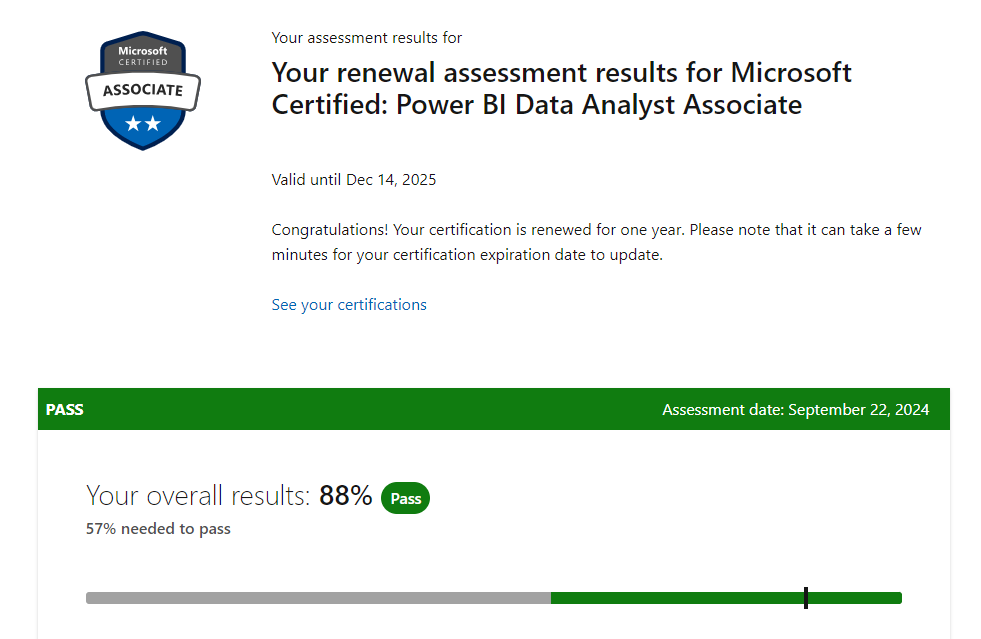 Microsoft
CERTIFIED
ASSOCIATE
Your assessment results for
Your renewal assessment results for Microsoft
Certified: Power BI Data Analyst Associate
Valid until Dec 14, 2025
Congratulations! Your certification is renewed for one year. Please note that it can take a few
minutes for your certification expiration date to update.
See your certifications
PASS
Assessment date: September 22, 2024
Your overall results: 88% Pass
57% needed to pass